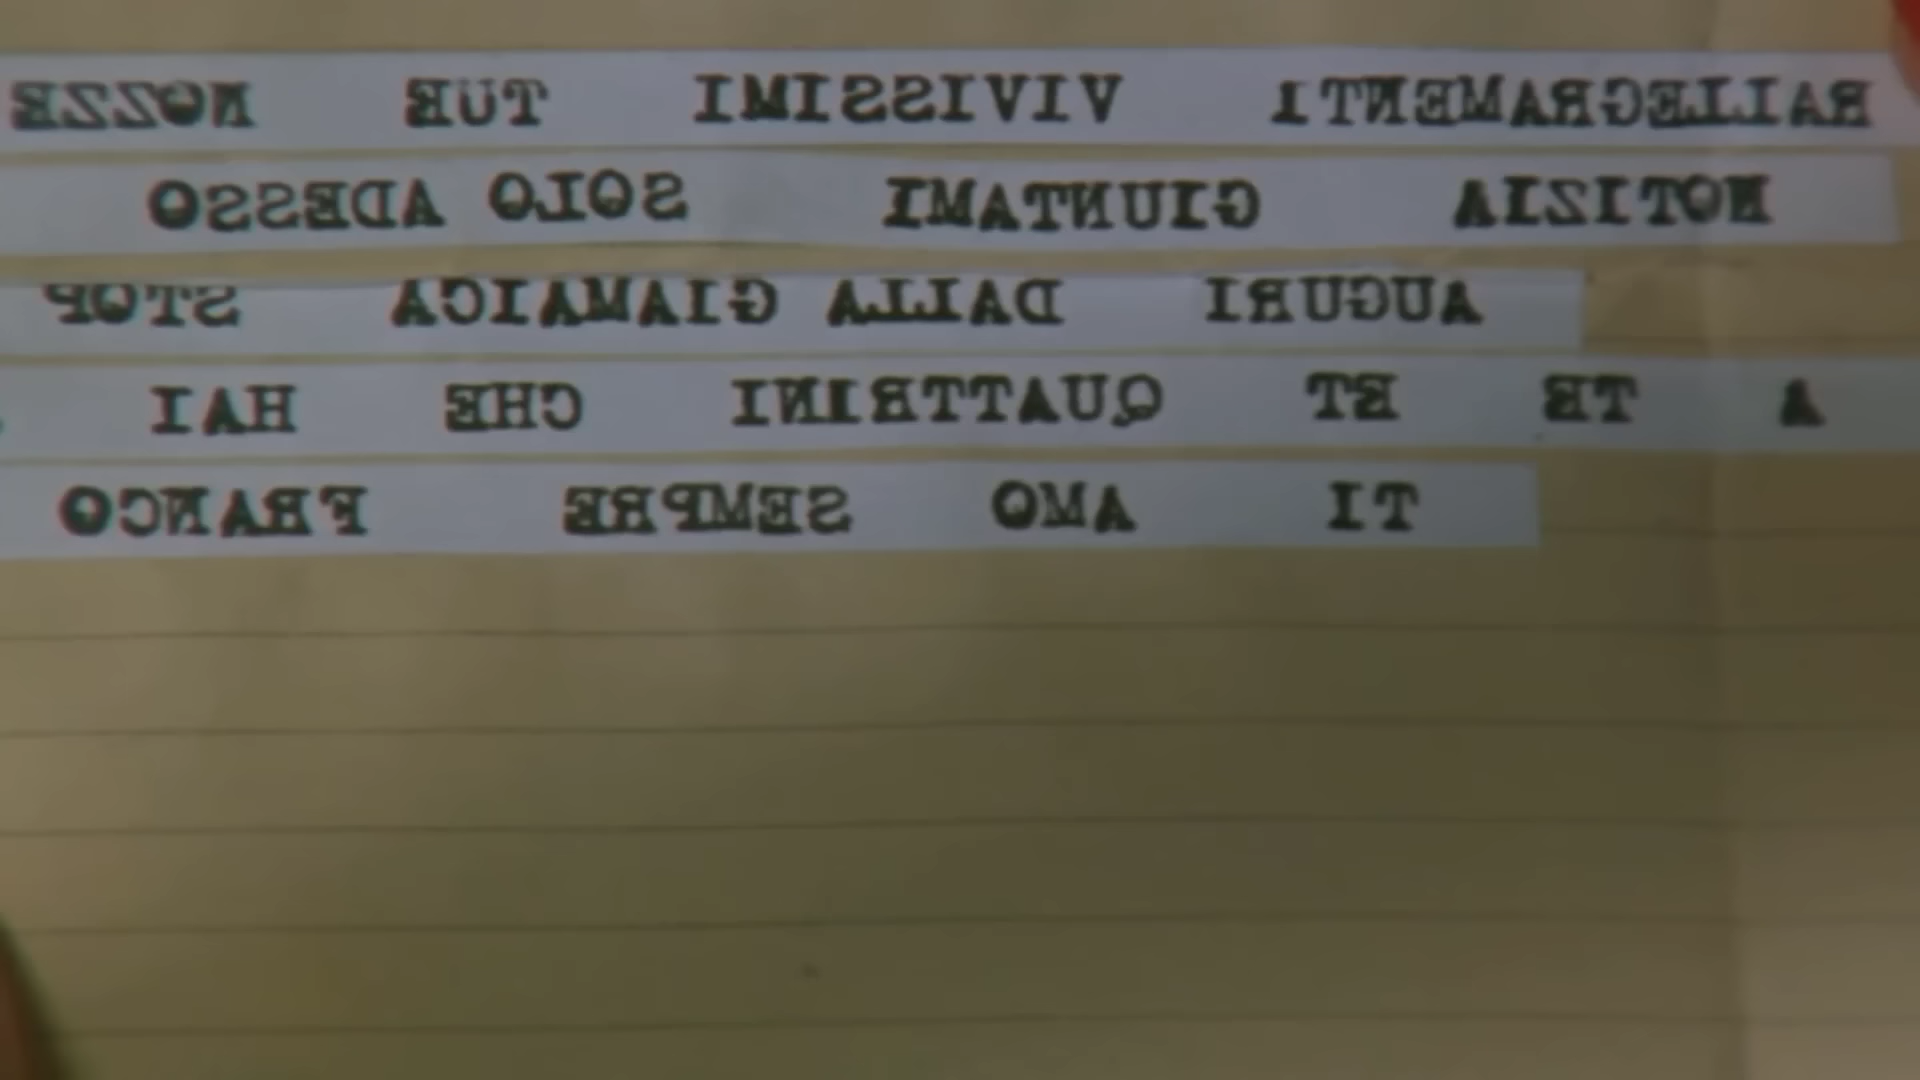 RALLEGRAMENTI VIVISSIMI TUE NOZZE
NOTIZIA GIUNTAMI SOLO ADESSO
AUGURI DALLA GIAMAICA STOP
A TE ET QUATTRINI CHE HAI
TI AMO SEMPRE FRANCO